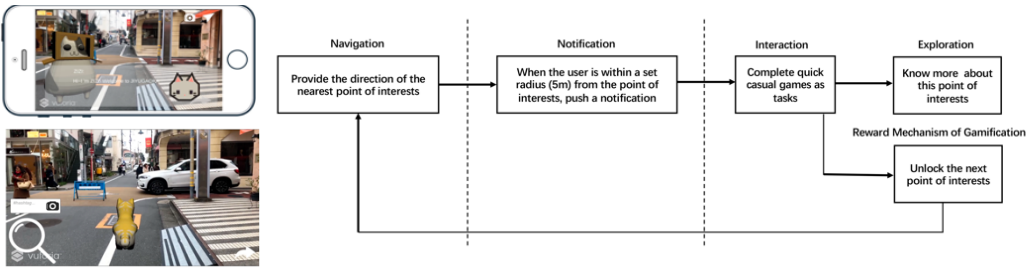 Navigation
Provide the direction of the
nearest point of interests
Notification
When the user is within a set
radius (5m) from the point of
interests, push a notification
Interaction
Complete quick
casual games as
tasks
Exploration
Know more about
this point of
interests
Reward Mechanism of Gamification
Unlock the next
point of interests
vuforia
vuforia